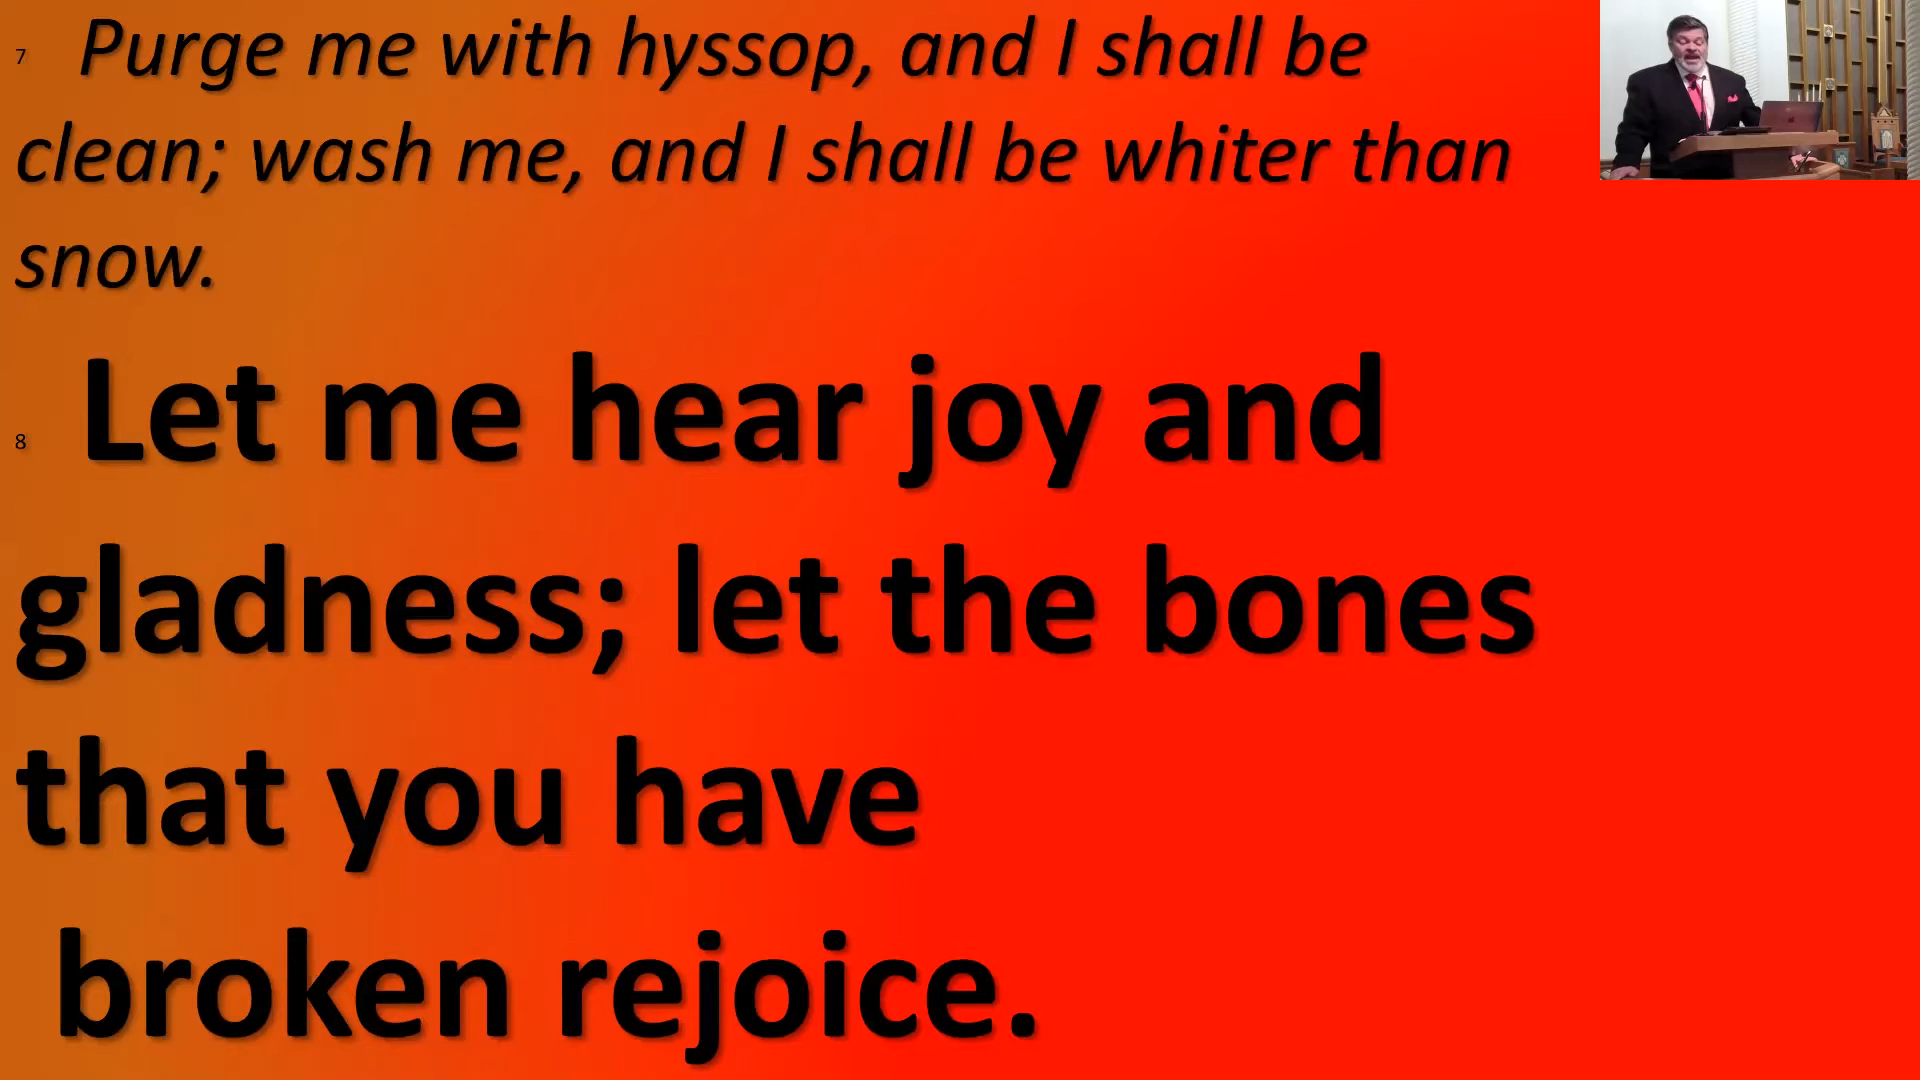 7 Purge me with hyssop, and I shall be
clean; wash me, and I shall be whiter than
snow.
8 Let me hear joy and
gladness; let the bones
that you have
broken rejoice.